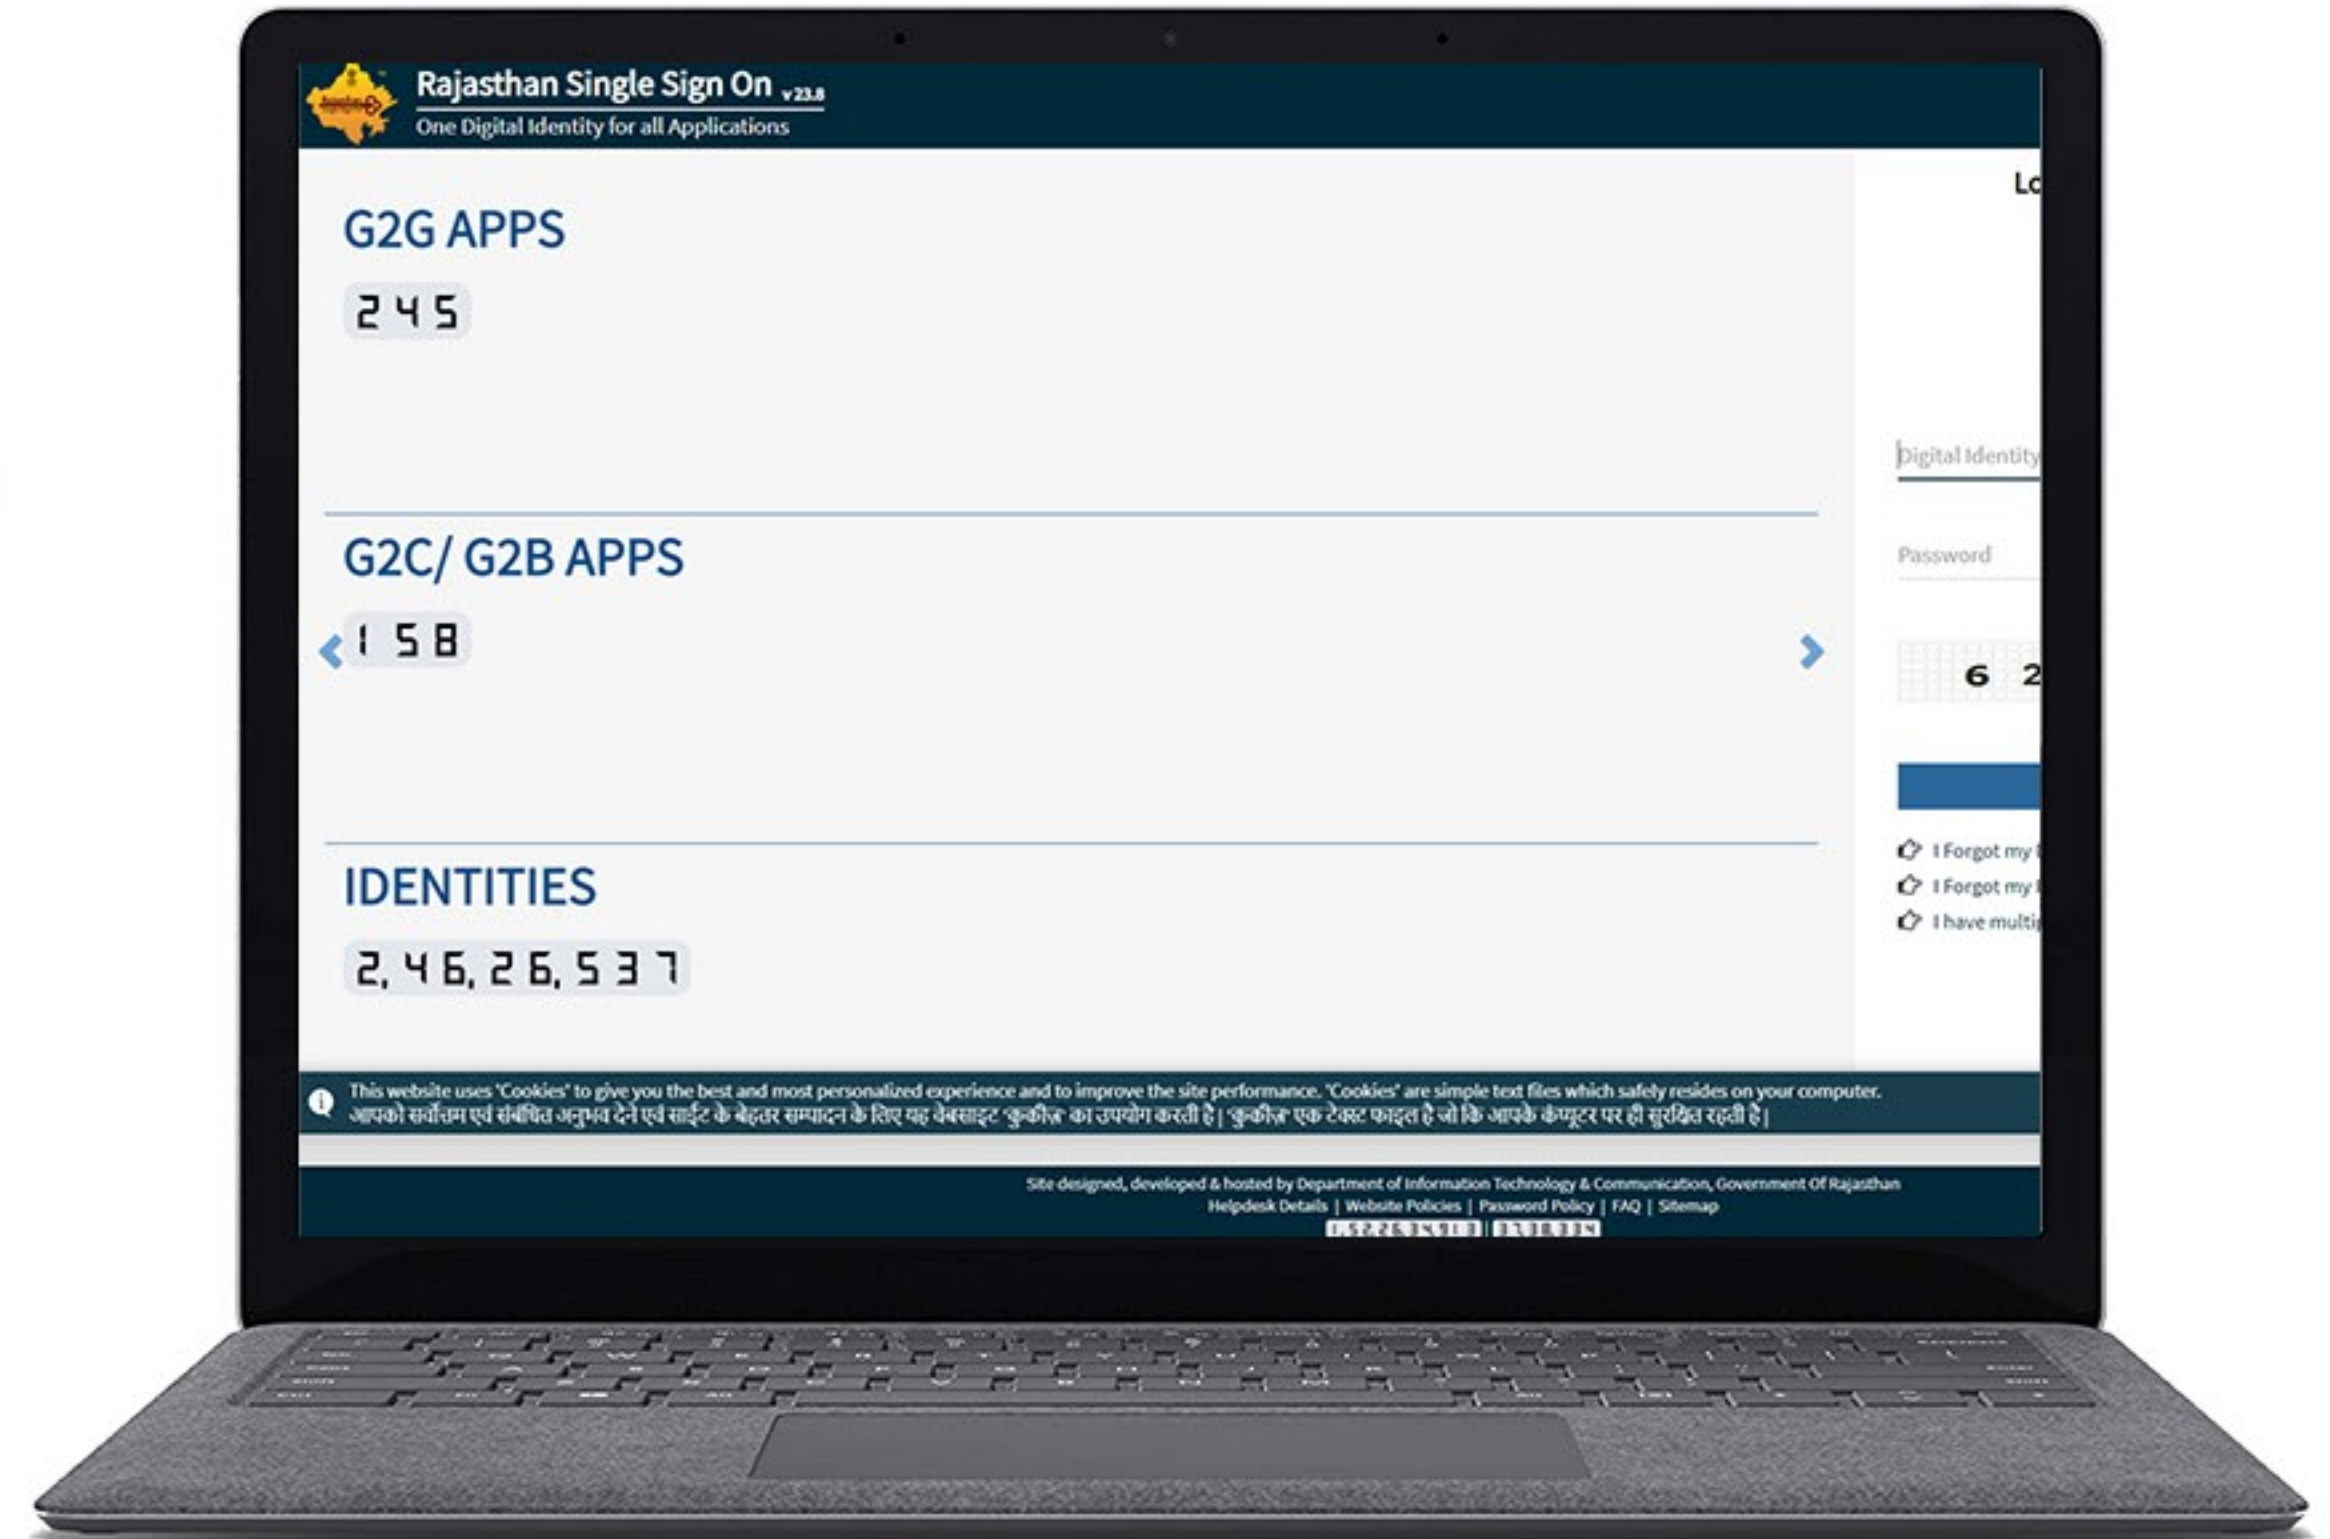 Rajasthan Single Sign On v 23.8
One Digital Identity for all Applications
G2G APPS
245
G2C/ G2B APPS
158
IDENTITIES
2,46,26,537
Digital Identity
Password
6 2
I Forgot my
I Forgot my
I have
This website uses 'Cookies' to give you the best and most personalized experience and to improve the site performance. 'Cookies' are simple text files which safely resides on your computer.
आपको सर्वोत्तम एवं संबंधित अनुभव देने एवं साईट के बेहतर सम्पादन के लिए यह वेबसाइट 'कुकीज़' का उपयोग करती है| 'कुकीज़' एक टेक्स्ट फाइल है जो कि आपके कंप्यूटर पर ही सुरक्षित रहती है|
Site designed, developed & hosted by Department of Information Technology & Communication, Government Of Rajasthan
Helpdesk Details | Website Policies | Password Policy | FAQ | Sitemap